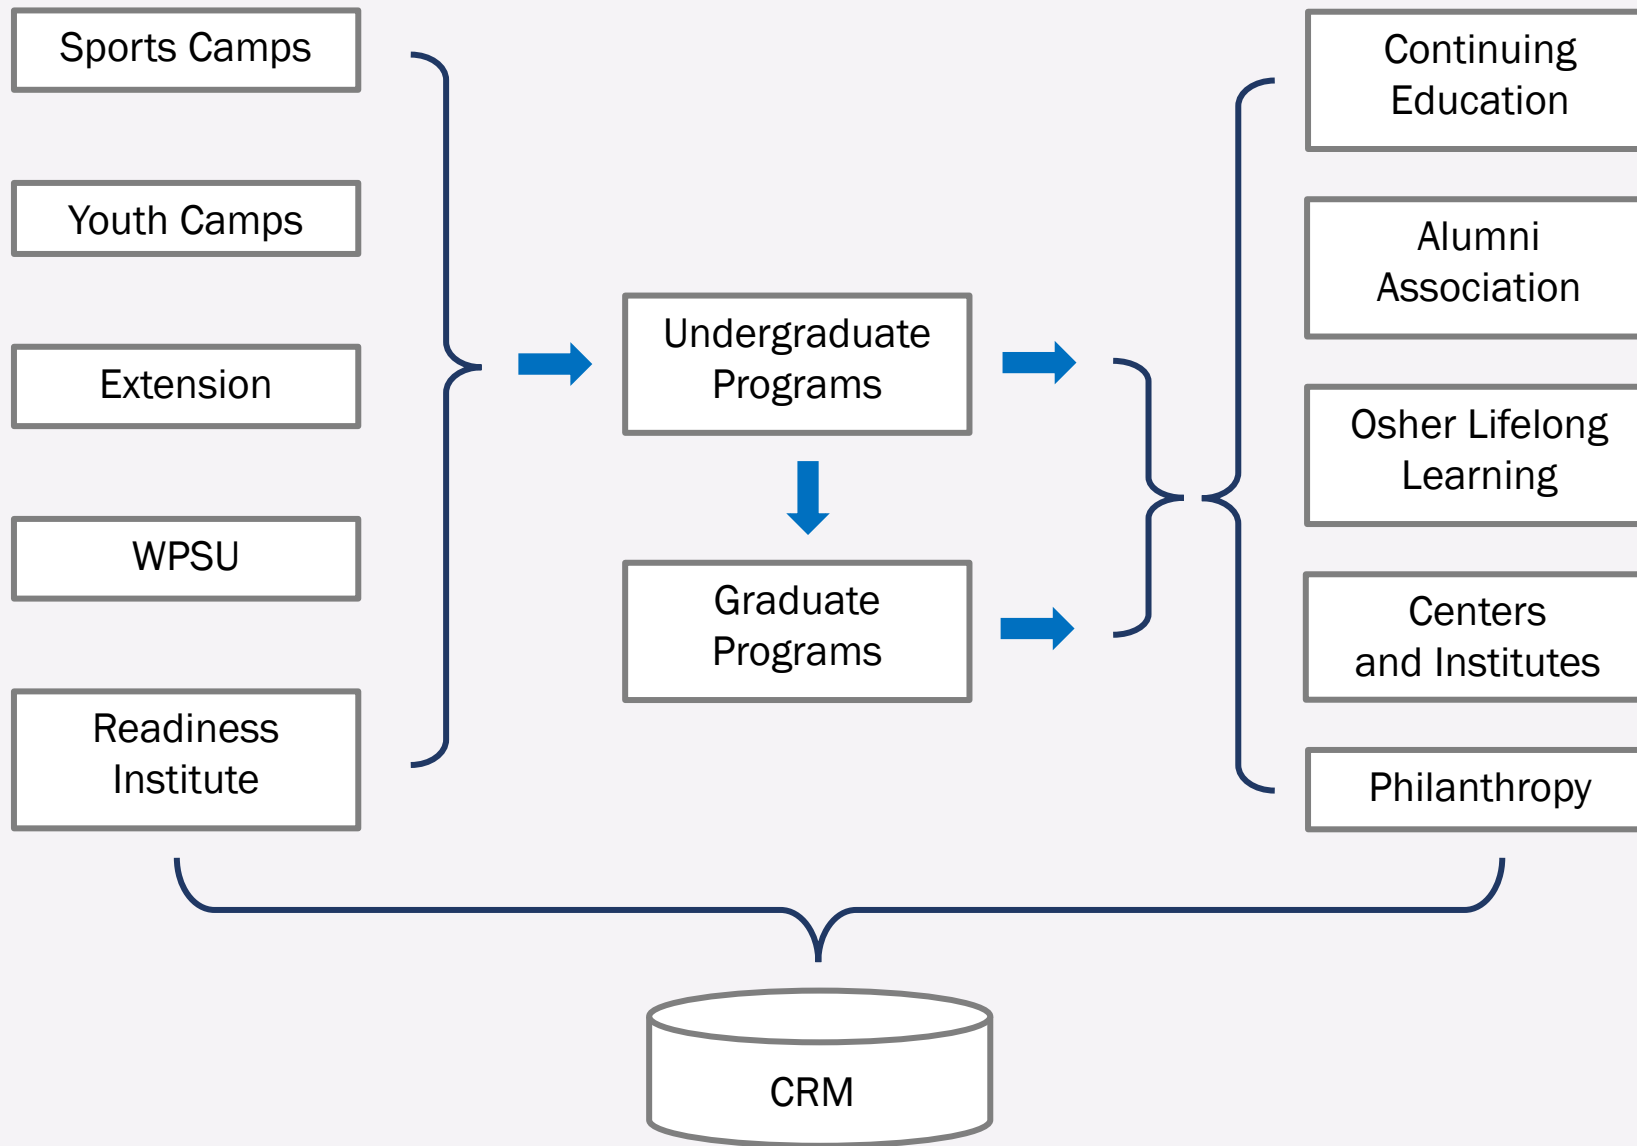 Sports Camps
Youth Camps
Extension
WPSU
Readiness
Institute
Undergraduate
Programs
Graduate
Programs
Continuing
Education
Alumni
Association
Osher Lifelong
Learning
Centers
and Institutes
Philanthropy
CRM